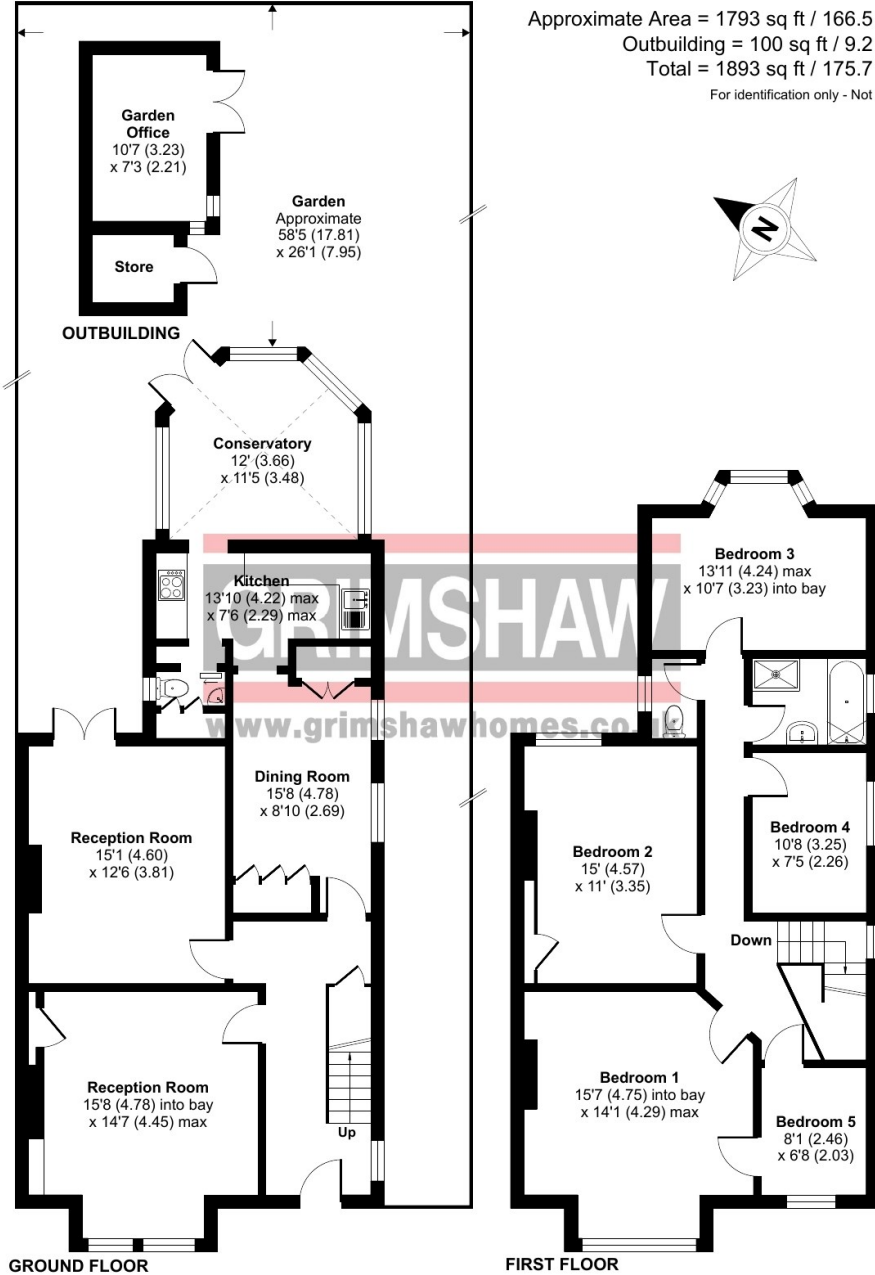 Approximate Area = 1793 sq ft / 166.5
Outbuilding = 100 sq ft / 9.2
Total = 1893 sq ft / 175.7
For identification only - Not
Garden
Office
10'7 (3.23)
x 7'3 (2.21)
Garden
Approximate
58'5 (17.81)
x 26'1 (7.95)
N
Store
OUTBUILDING
Conservatory
12' (3.66)
x 11'5 (3.48)
Kitchen
13'10 (4.22) max
x 7'6 (2.29) max
GRIMSHAW
www.grimshawhomes.co.uk
Dining Room
15'8 (4.78)
x 8'10 (2.69)
Reception Room
15'1 (4.60)
x 12'6 (3.81)
Reception Room
15'8 (4.78) into bay
x 14'7 (4.45) max
Up
GROUND FLOOR
Bedroom 3
13'11 (4.24) max
x 10'7 (3.23) into bay
Bedroom 2
15' (4.57)
x 11' (3.35)
Bedroom 4
10'8 (3.25)
x 7'5 (2.26)
Down
Bedroom 1
15'7 (4.75) into bay
x 14'1 (4.29) max
Bedroom 5
8'1 (2.46)
x 6'8 (2.03)
FIRST FLOOR